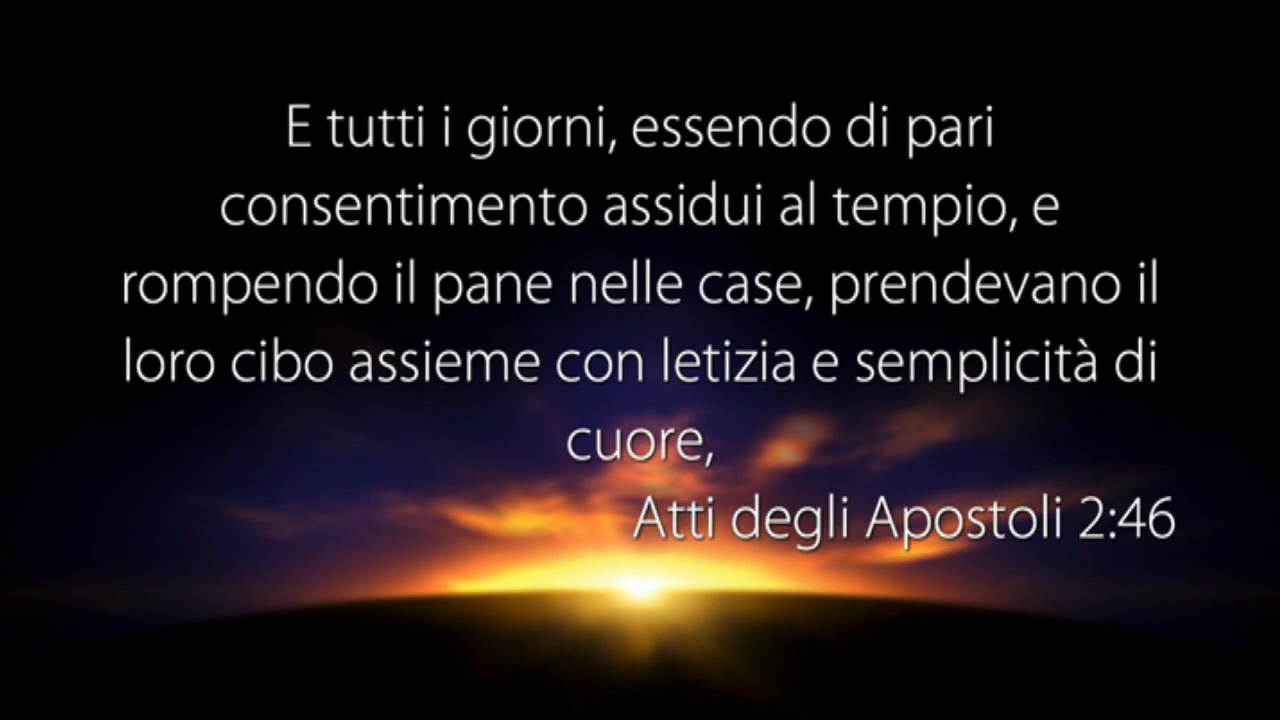 E tutti i giorni, essendo di pari
consentimento assidui al tempio, e
rompendo il pane nelle case, prendevano il
loro cibo assieme con letizia e semplicità di
cuore,
Atti degli Apostoli 2:46